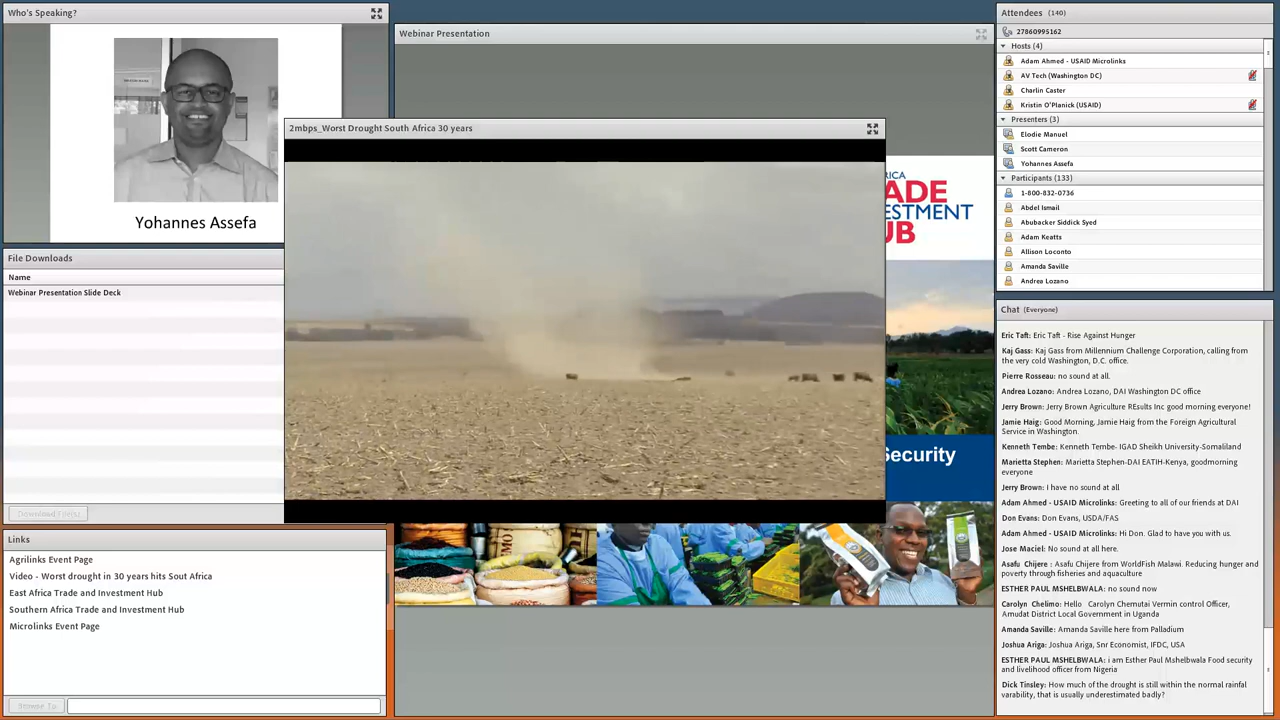 Who's Speaking?
Yohannes Assefa
File Downloads
Name
Webinar Presentation Slide Deck
Download File(s)
Links
Agrilinks Event Page
Video - Worst drought in 30 years hits Sout Africa
East Africa Trade and Investment Hub
Southern Africa Trade and Investment Hub
Microlinks Event Page
Browse To
Webinar Presentation
2mbps_Worst Drought South Africa 30 years
RICA
ADE
ESTMENT
UB
Security
Attendees (140)
27860995162
Hosts (4)
Adam Ahmed - USAID Microlinks
AV Tech (Washington DC)
Charlin Caster
Kristin O'Planick (USAID)
Presenters (3)
Elodie Manuel
Scott Cameron
Yohannes Assefa
Participants (133)
1-800-832-0736
Abdel Ismail
Abubacker Siddick Syed
Adam Keatts
Allison Loconto
Amanda Saville
Andrea Lozano
Chat (Everyone)
Eric Taft: Eric Taft - Rise Against Hunger
Kaj Gass: Kaj Gass from Millennium Challenge Corporation, calling from
the very cold Washington, D.C. office.
Pierre Rosseau: no sound at all.
Andrea Lozano: Andrea Lozano, DAI Washington DC office
Jerry Brown: Jerry Brown Agriculture REsults Inc good morning everyone!
Jamie Haig: Good Morning, Jamie Haig from the Foreign Agricultural
Service in Washington.
Kenneth Tembe: Kenneth Tembe- IGAD Sheikh University-Somaliland
Marietta Stephen: Marietta Stephen-DAI EATIH-Kenya, goodmorning
everyone
Jerry Brown: I have no sound at all
Adam Ahmed - USAID Microlinks: Greeting to all of our friends at DAI
Don Evans: Don Evans, USDA/FAS
Adam Ahmed - USAID Microlinks: Hi Don. Glad to have you with us.
Jose Maciel: No sound at all here.
Asafu Chijere : Asafu Chijere from WorldFish Malawi. Reducing hunger and
poverty through fisheries and aquaculture
ESTHER PAUL MSHELBWALA: no sound now
Carolyn Chelimo: Hello Carolyn Chemutai Vermin control Officer,
Amudat District Local Government in Uganda
Amanda Saville: Amanda Saville here from Palladium
Joshua Ariga: Joshua Ariga, Snr Economist, IFDC, USA
ESTHER PAUL MSHELBWALA: i am Esther Paul Mshelbwala Food security
and livelihood officer from Nigeria
Dick Tinsley: How much of the drought is still within the normal rainfal
varability, that is usually underestimated badly?